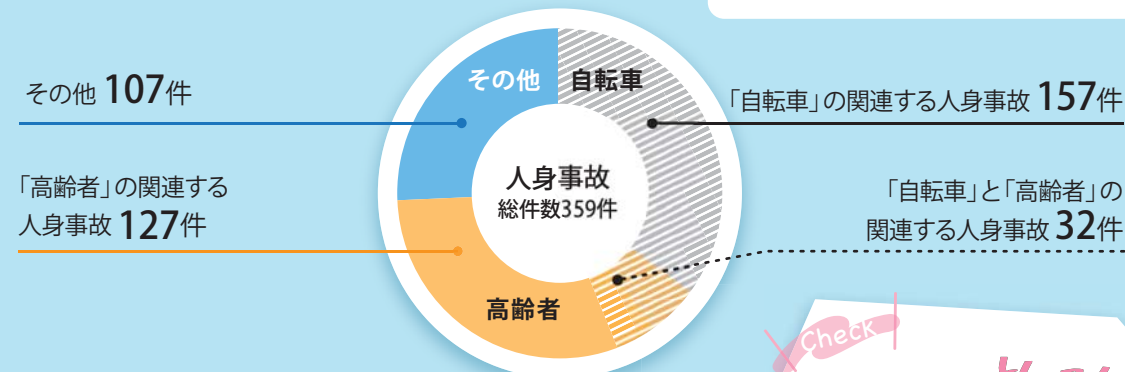 その他 107件
「高齢者」の関連する
人身事故 127件
その他
自転車
人身事故
総件数359件
高齢者
「自転車」の関連する人身事故 157件
「自転車」と「高齢者」の
関連する人身事故 32件
Check